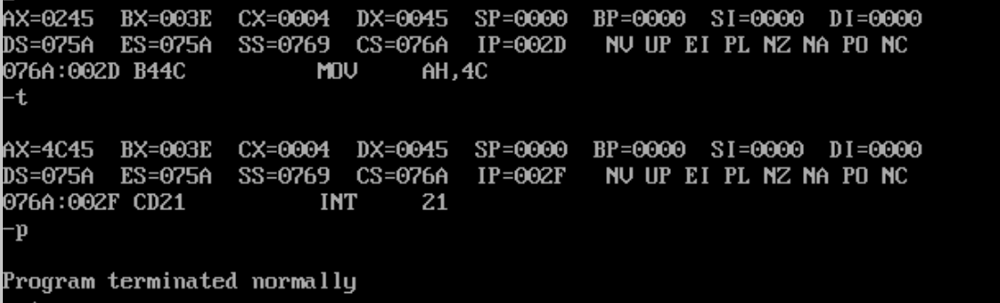 AX=0245 BX=003E CX=0004 DX=0045 SP=0000 BP=0000 SI=0000 DI=0000
DS=075A ES=075A SS=0769 CS=076A IP=002D NV UP EI PL NZ NA PO NC
076A:002D B44C MOV AH,4C
-t
AX=4C45 BX=003E CX=0004 DX=0045 SP=0000 BP=0000 SI=0000 DI=0000
DS=075A ES=075A SS=0769 CS=076A IP=002F NV UP EI PL NZ NA PO NC
076A:002F CD21 INT 21
-p
Program terminated normally